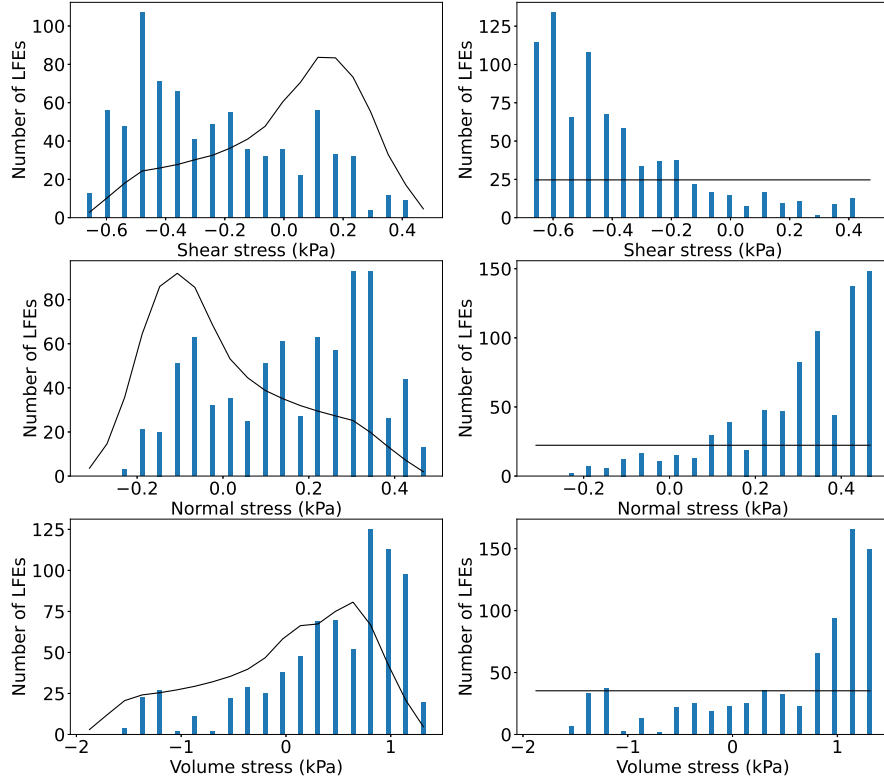 Number of LFEs
100
80
60
40
20
0
−0.6 −0.4 −0.2 0.0 0.2 0.4
Shear stress (kPa)
Number of LFEs
125
100
75
50
25
0
−0.6 −0.4 −0.2 0.0 0.2 0.4
Shear stress (kPa)
Number of LFEs
80
60
40
20
0
−0.2 0.0 0.2 0.4
Normal stress (kPa)
Number of LFEs
150
100
50
0
−0.2 0.0 0.2 0.4
Normal stress (kPa)
Number of LFEs
125
100
75
50
25
0
−2 −1 0 1
Volume stress (kPa)
Number of LFEs
150
100
50
0
−2 −1 0 1
Volume stress (kPa)